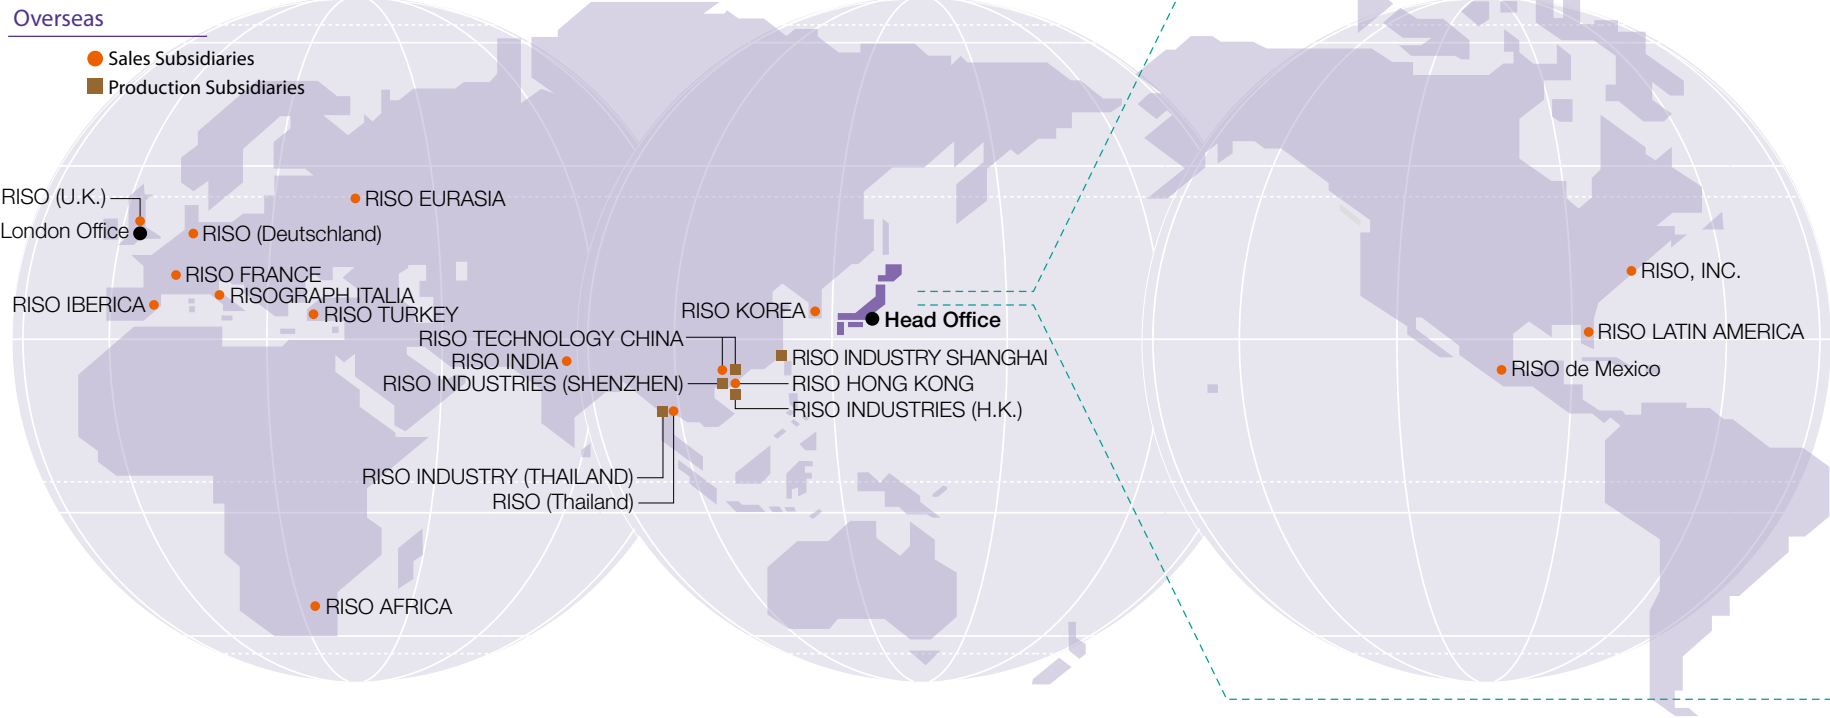 Overseas
Sales Subsidiaries
Production Subsidiaries
RISO (U.K.)
London Office
RISO EURASIA
RISO (Deutschland)
RISO FRANCE
RISOGRAPH ITALIA
RISO IBERICA
RISO TURKEY
RISO KOREA
Head Office
RISO TECHNOLOGY CHINA
RISO INDIA
RISO INDUSTRY SHANGHAI
RISO INDUSTRIES (SHENZHEN)
RISO HONG KONG
RISO INDUSTRIES (H.K.)
RISO INDUSTRY (THAILAND)
RISO (Thailand)
RISO AFRICA
RISO, INC.
RISO LATIN AMERICA
RISO de Mexico